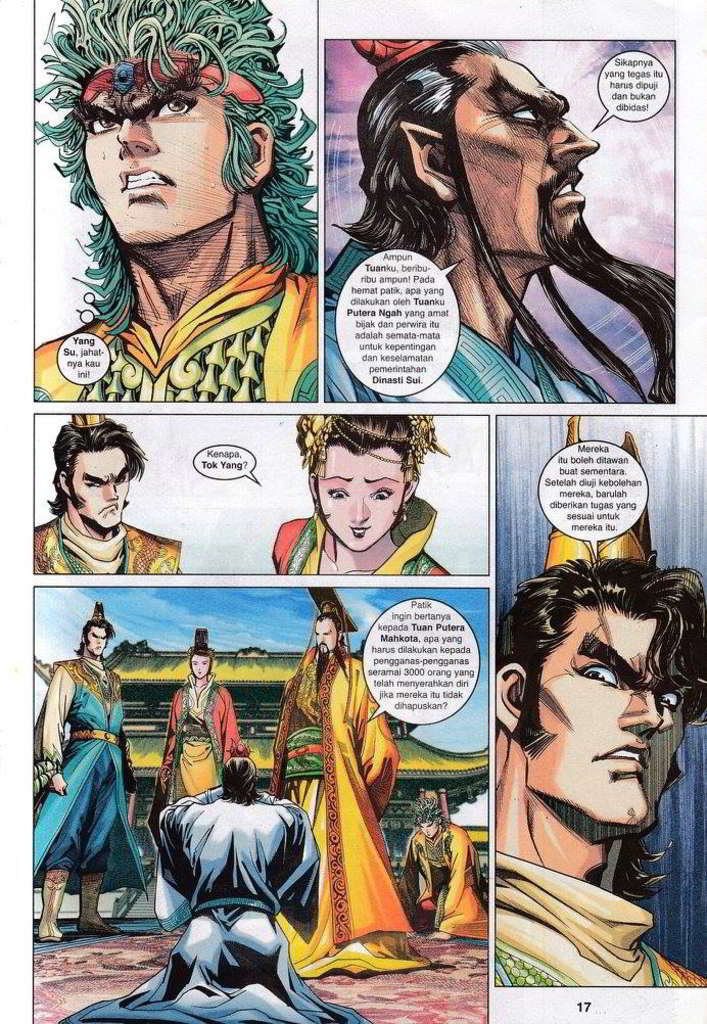 Yang
Su, jahat-
nya kau
ini!
Sikapnya
yang tegas itu
harus dipuji
dan bukan
dibidas!
Ampun
Tuanku, beribu-
ribu ampun! Pada
hemat patik, apa yang
dilakukan oleh Tuanku
Putera Ngah yang amat
bijak dan perwira itu
adalah semata-mata
untuk kepentingan
dan keselamatan
pemerintahan
Dinasti Sui.
Kenapa,
Tok Yang?
Patik
ingin bertanya
kepada Tuan Putera
Mahkota, apa yang
harus dilakukan kepada
pengganas-pengganas
seramai 3000 orang yang
telah menyerahkan diri
jika mereka itu tidak
dihapuskan?
Mereka
itu boleh ditawan
buat sementara.
Setelah diuji kebolehan
mereka, barulah
diberikan tugas yang
sesuai untuk
mereka itu.
17